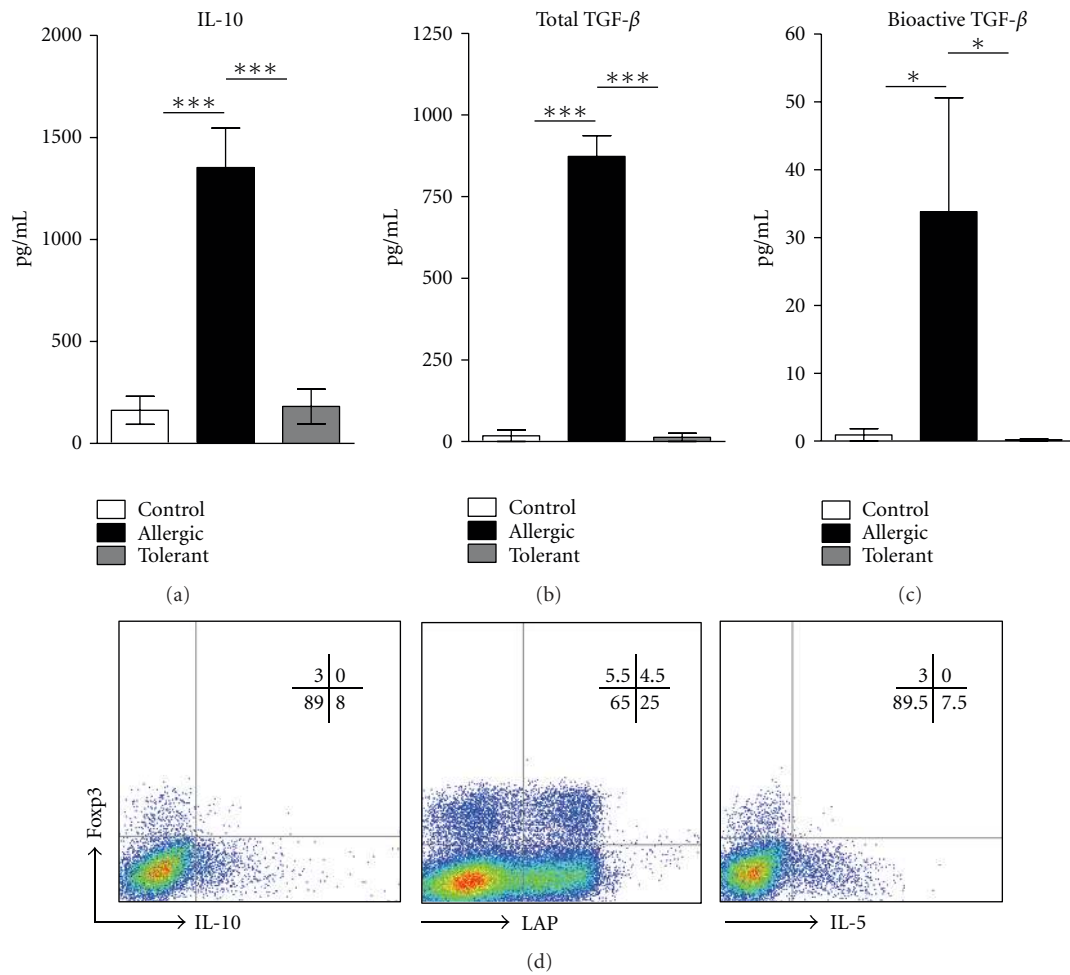 IL-10
2000
1500
1000
500
0
pg/mL
***
***
Control
Allergic
Tolerant
(a)
Total TGF-β
1250
1000
750
500
250
0
pg/mL
***
***
Control
Allergic
Tolerant
(b)
Bioactive TGF-β
60
50
40
30
20
10
0
pg/mL
*
*
Control
Allergic
Tolerant
(c)
3 0
89 8
Foxp3
IL-10
5.5 4.5
65 25
LAP
3 0
89.5 7.5
IL-5
(d)